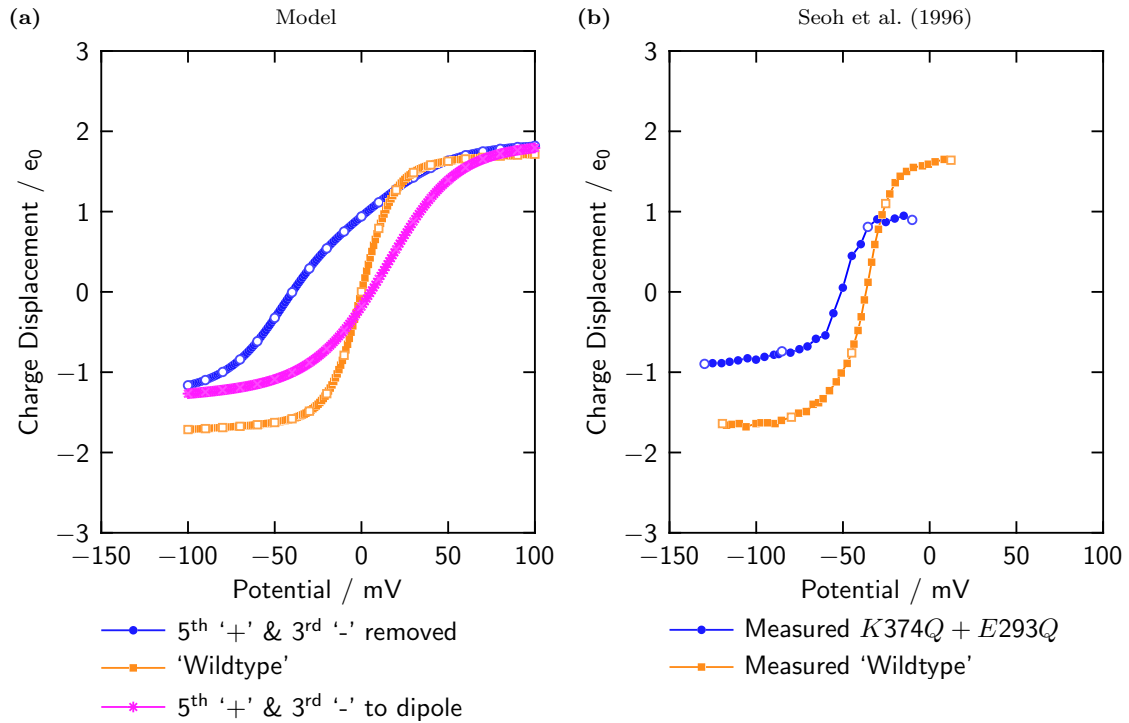 (a)
Model
3
2
1
0
−1
−2
−3
−150
−100
−50
0
50
100
Charge Displacement / e0
Potential / mV
5th ‘+’ & 3rd ‘-’ removed
‘Wildtype’
5th ‘+’ & 3rd ‘-’ to dipole
(b)
Seoh et al. (1996)
3
2
1
0
−1
−2
−3
−150
−100
−50
0
50
100
Charge Displacement / e0
Potential / mV
Measured K374Q + E293Q
Measured ‘Wildtype’